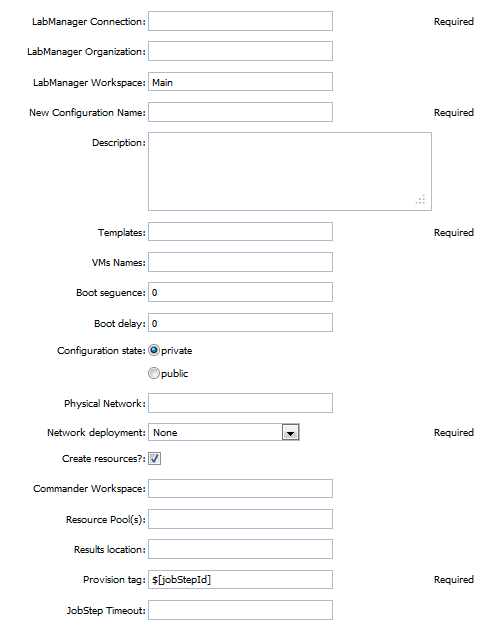 LabManager Connection: Required
LabManager Organization:
LabManager Workspace: Main
New Configuration Name: Required
Description:
Templates: Required
VMs Names:
Boot seguence: 0
Boot delay: 0
Configuration state: private
public
Physical Network:
Network deployment: None Required
Create resources?:
Commander Workspace:
Resource Pool(s):
Results location:
Provision tag: $[jobStepId] Required
JobStep Timeout: